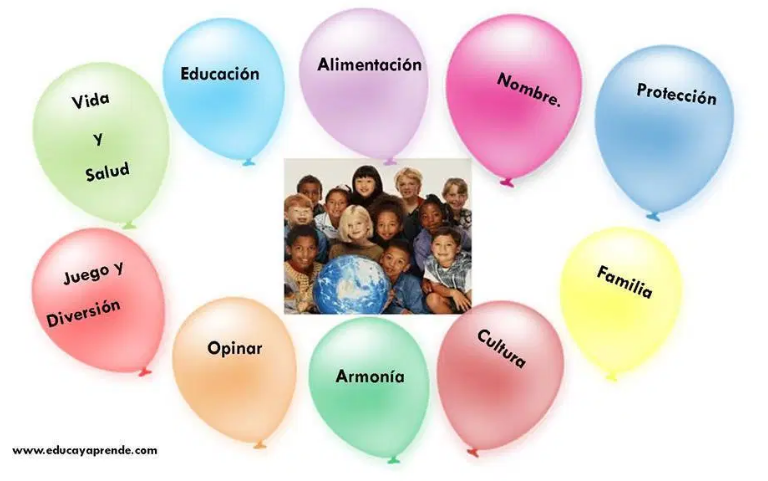 Vida
y
Salud
Educación
Alimentación
Nombre.
Protección
Juego y
Diversión
Opinar
Armonía
Cultura
Familia
www.educayaprende.com